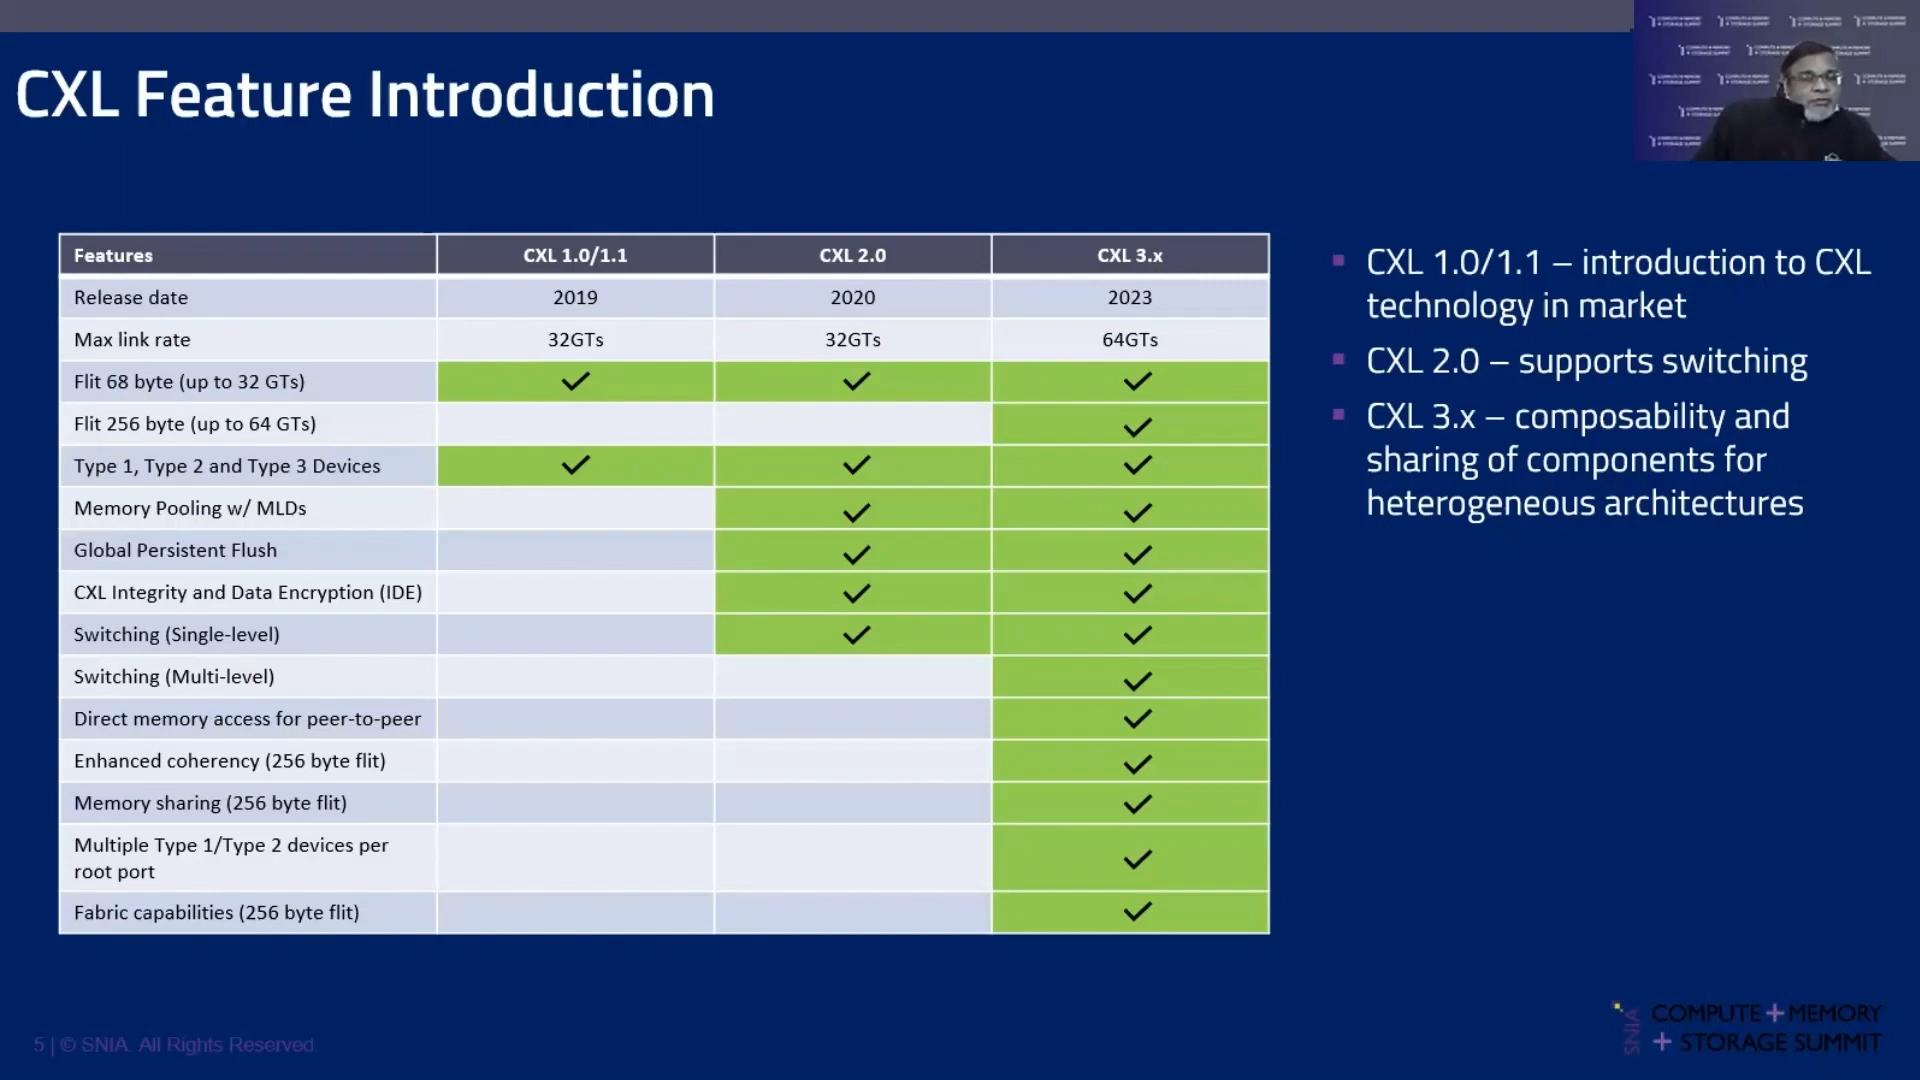 CXL Feature Introduction
Features CXL 1.0/1.1 CXL 2.0 CXL 3.x
Release date 2019 2020 2023
Max link rate 32GTs 32GTs 64GTs
Flit 68 byte (up to 32 GTs) ✓ ✓ ✓
Flit 256 byte (up to 64 GTs) ✓
Type 1, Type 2 and Type 3 Devices ✓ ✓ ✓
Memory Pooling w/ MLDs ✓ ✓
Global Persistent Flush ✓ ✓
CXL Integrity and Data Encryption (IDE) ✓ ✓
Switching (Single-level) ✓ ✓
Switching (Multi-level) ✓
Direct memory access for peer-to-peer ✓
Enhanced coherency (256 byte flit) ✓
Memory sharing (256 byte flit) ✓
Multiple Type 1/Type 2 devices per
root port ✓
Fabric capabilities (256 byte flit) ✓
▪ CXL 1.0/1.1 – introduction to CXL
technology in market
▪ CXL 2.0 – supports switching
▪ CXL 3.x – composability and
sharing of components for
heterogeneous architectures
5 | © SNIA. All Rights Reserved
SNIA
COMPUTE + MEMORY
+ STORAGE SUMMIT